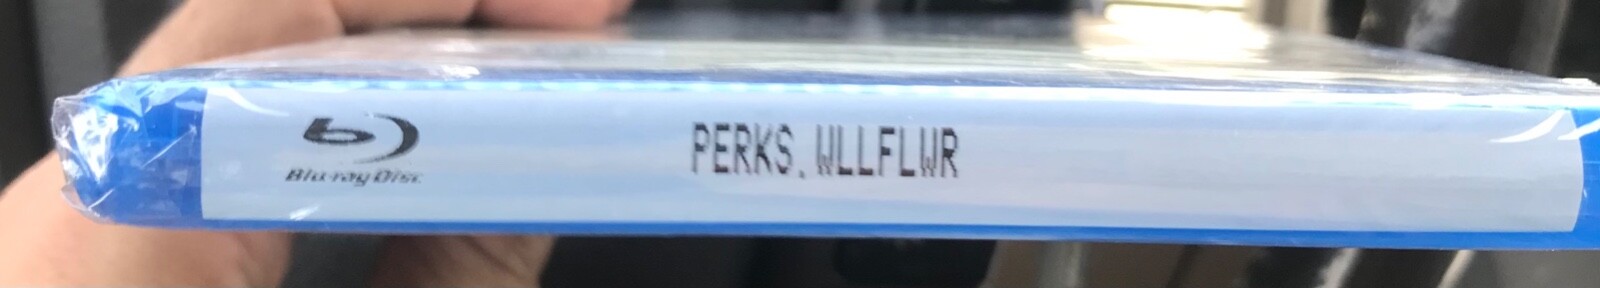 Blu-ray Disc
PERKS. WLLFLWR